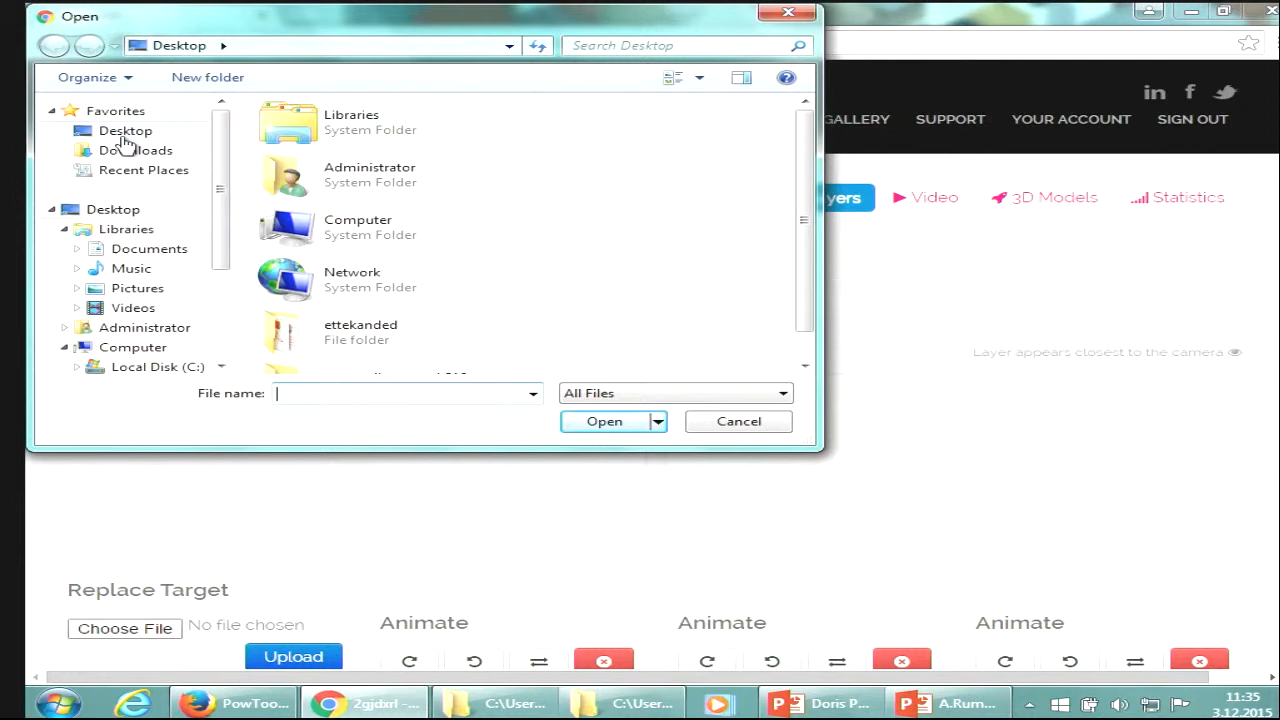 Open
Desktop
Search Desktop
Organize
New folder
Favorites
Desktop
Downloads
Recent Places
Desktop
Libraries
Documents
Music
Pictures
Videos
Administrator
Computer
Local Disk (C:)
Libraries
System Folder
Administrator
System Folder
Computer
System Folder
Network
System Folder
ettekanded
File folder
File name:
All Files
Open
Cancel
GALLERY SUPPORT YOUR ACCOUNT SIGN OUT
yers Video 3D Models Statistics
Layer appears closest to the camera
Replace Target
Choose File No file chosen
Upload
Animate
Animate
Animate
PowToo... 2gjdxrl -... C:\User... C:\User... Doris P... A.Rum...
11:35
3.12.2015